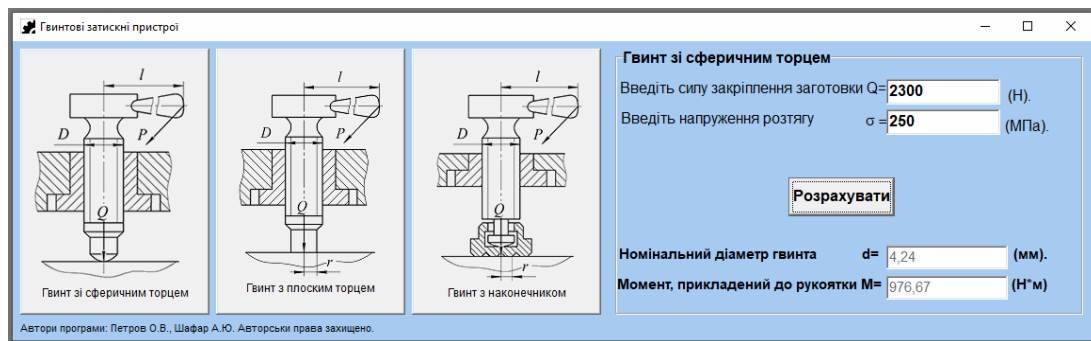 Гвинтові затискні пристрої
l
D
P
Q
Гвинт зі сферичним торцем
l
D
P
Q
r
Гвинт з плоским торцем
l
D
P
Q
r
Гвинт з наконечником
Гвинт зі сферичним торцем
Введіть силу закріплення заготовки Q= 2300 (Н).
Введіть напруження розтягу σ = 250 (МПа).
Розрахувати
Номінальний діаметр гвинта d= 4,24 (мм).
Момент, прикладений до рукоятки М= 976,67 (Н*м)
Автори програми: Петров О.В., Шафар А.Ю. Авторськи права захищено.